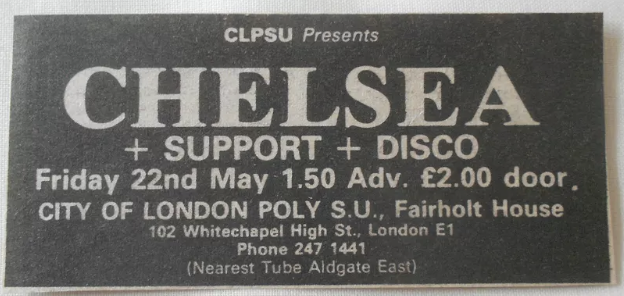 CLPSU Presents
CHELSEA
+ SUPPORT + DISCO
Friday 22nd May 1.50 Adv. £2.00 door.
CITY OF LONDON POLY S.U., Fairholt House
102 Whitechapel High St., London E1
Phone 247 1441
(Nearest Tube Aldgate East)